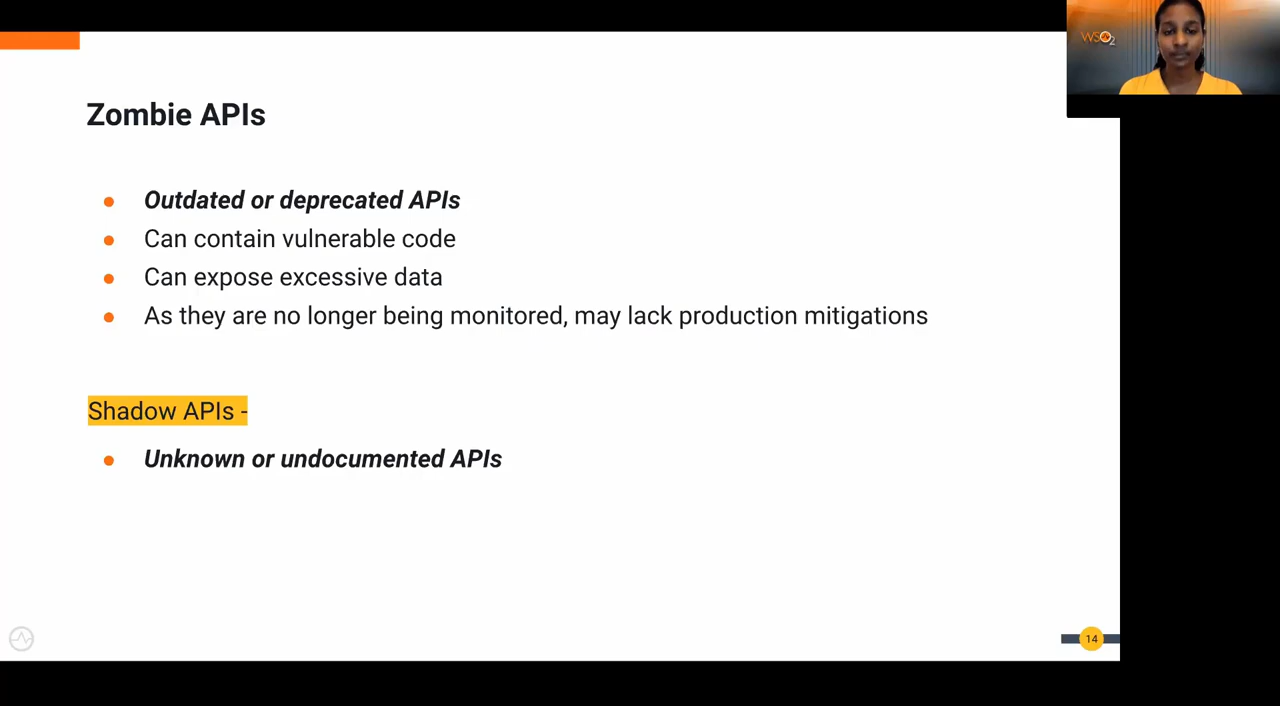 WSO2
Zombie APIs
Outdated or deprecated APIs
Can contain vulnerable code
Can expose excessive data
As they are no longer being monitored, may lack production mitigations
Shadow APIs -
Unknown or undocumented APIs
14